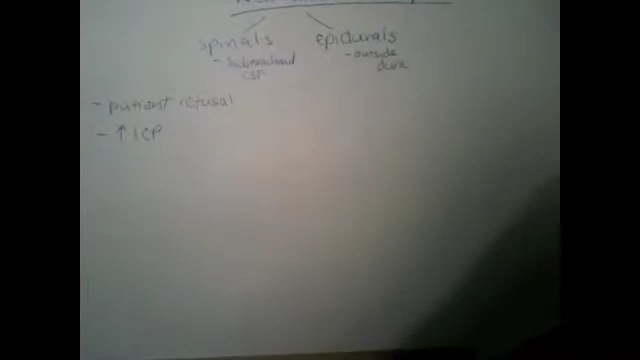 spinals epidurals
- subarachnoid - outside
CSF dura
- patient refusal
- ↑ ICP